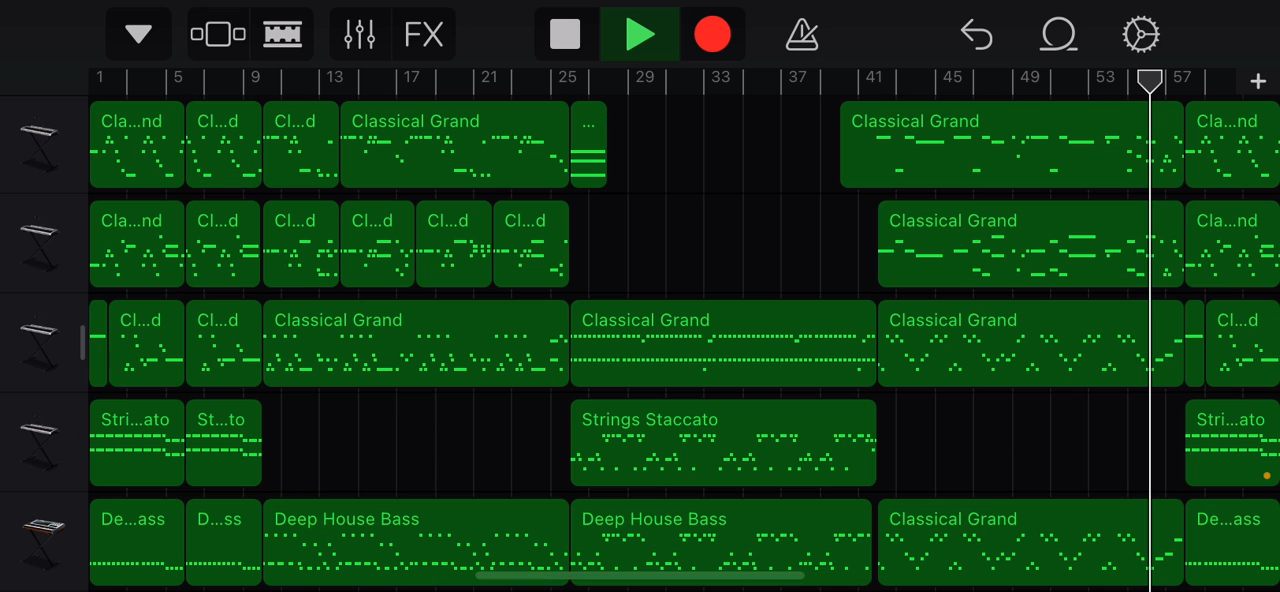 FX
1 5 9 13 17 21 25 29 33 37 41 45 49 53 57 +
Cla...nd Cl...d Cl...d Classical Grand ... Classical Grand Cla...nd
Cla...nd Cl...d Cl...d Cl...d Cl...d Cl...d Classical Grand Cla...nd
Cl...d Cl...d Classical Grand Classical Grand Classical Grand Cl...d
Stri...ato St...to Strings Staccato Stri...ato
De...ass D...ss Deep House Bass Deep House Bass Classical Grand De...ass